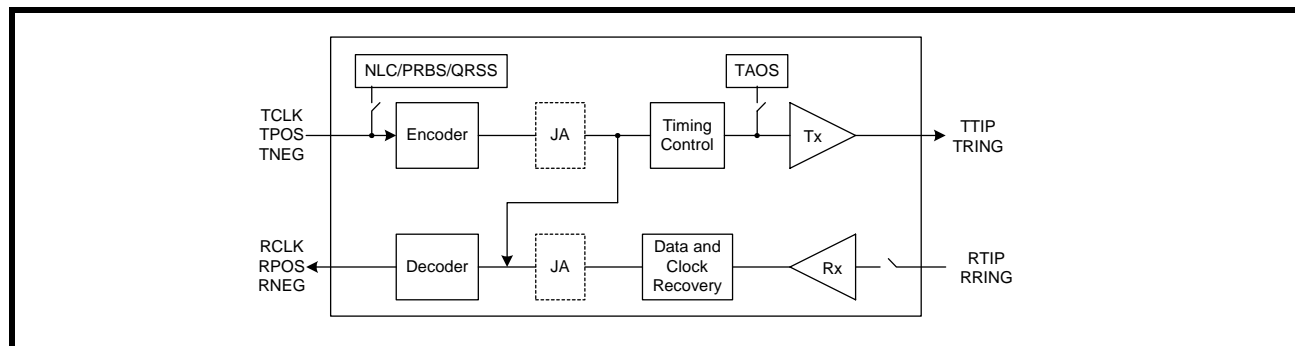 NLC/PRBS/QRSS
TAOS
TCLK
TPOS
TNEG
Encoder
JA
Timing
Control
Tx
TTIP
TRING
RCLK
RPOS
RNEG
Decoder
JA
Data and
Clock
Recovery
Rx
RTIP
RRING